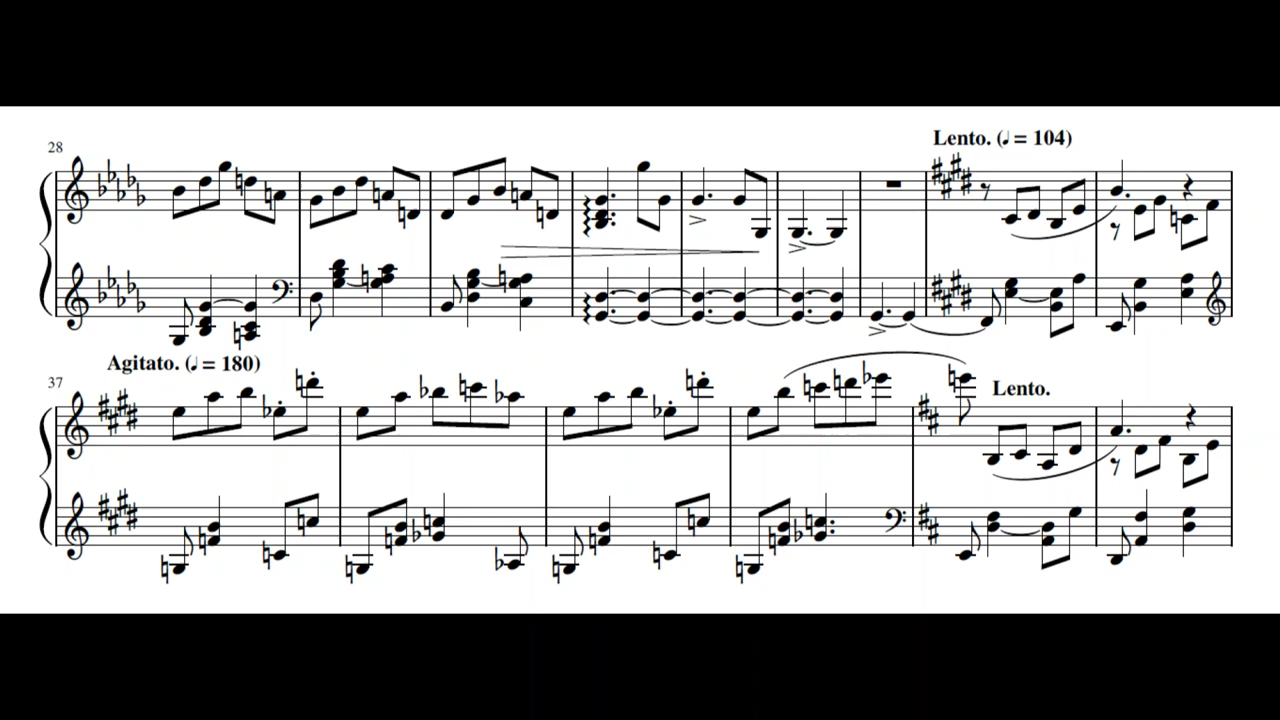 28
Lento. (♩ = 104)
Agitato. (♩ = 180)
37
Lento.